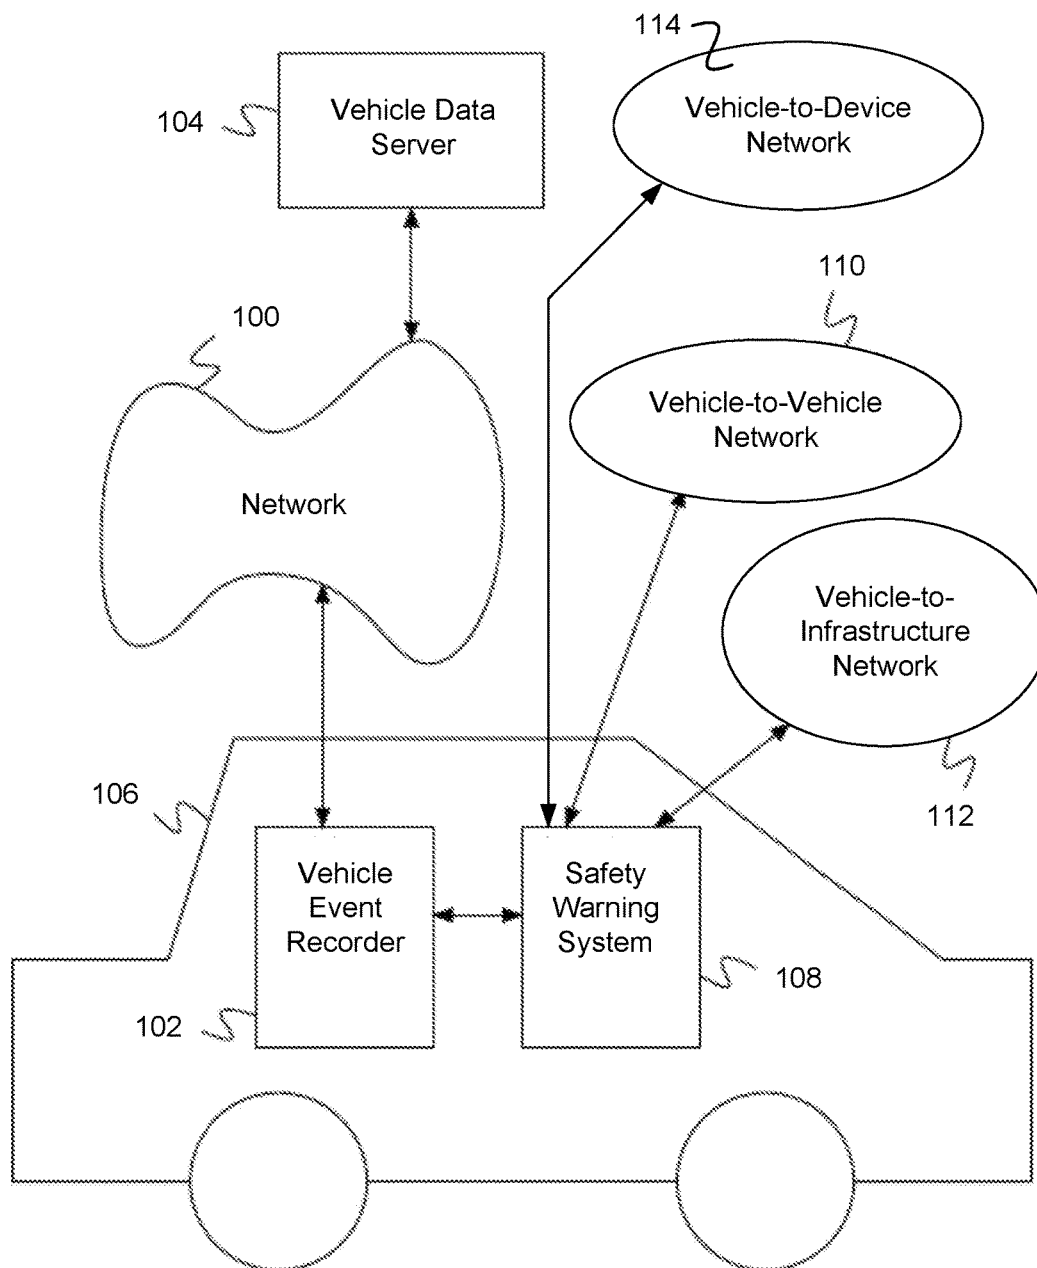 114
Vehicle Data
Server
104
Vehicle-to-Device
Network
110
100
Vehicle-to-Vehicle
Network
Network
Vehicle-to-
Infrastructure
Network
106
112
Vehicle
Event
Recorder
Safety
Warning
System
108
102